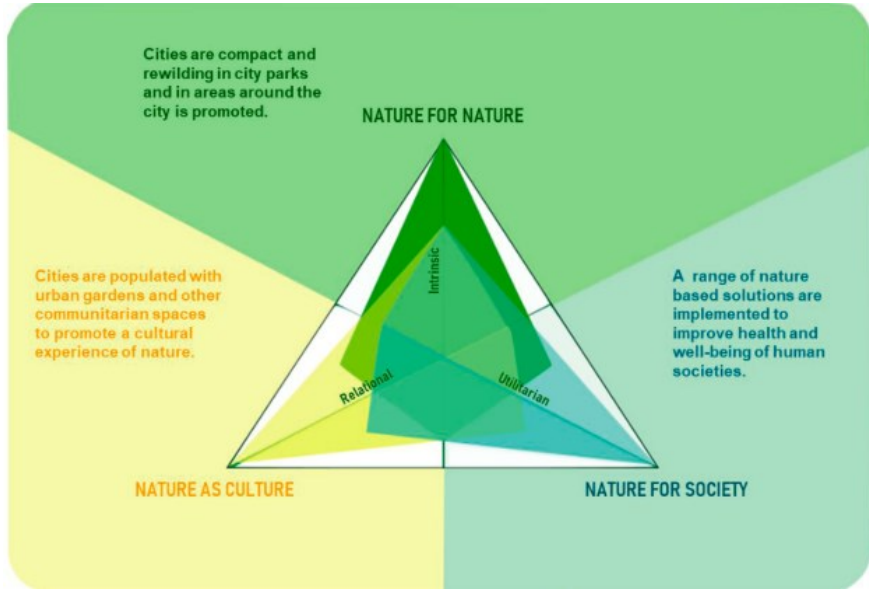 Cities are compact and
rewilding in city parks
and in areas around the
city is promoted.
NATURE FOR NATURE
Cities are populated with
urban gardens and other
communitarian spaces
to promote a cultural
experience of nature.
Intrinsic
A range of nature
based solutions are
implemented to
improve health and
well-being of human
societies.
Relational
Utilitarian
NATURE AS CULTURE
NATURE FOR SOCIETY